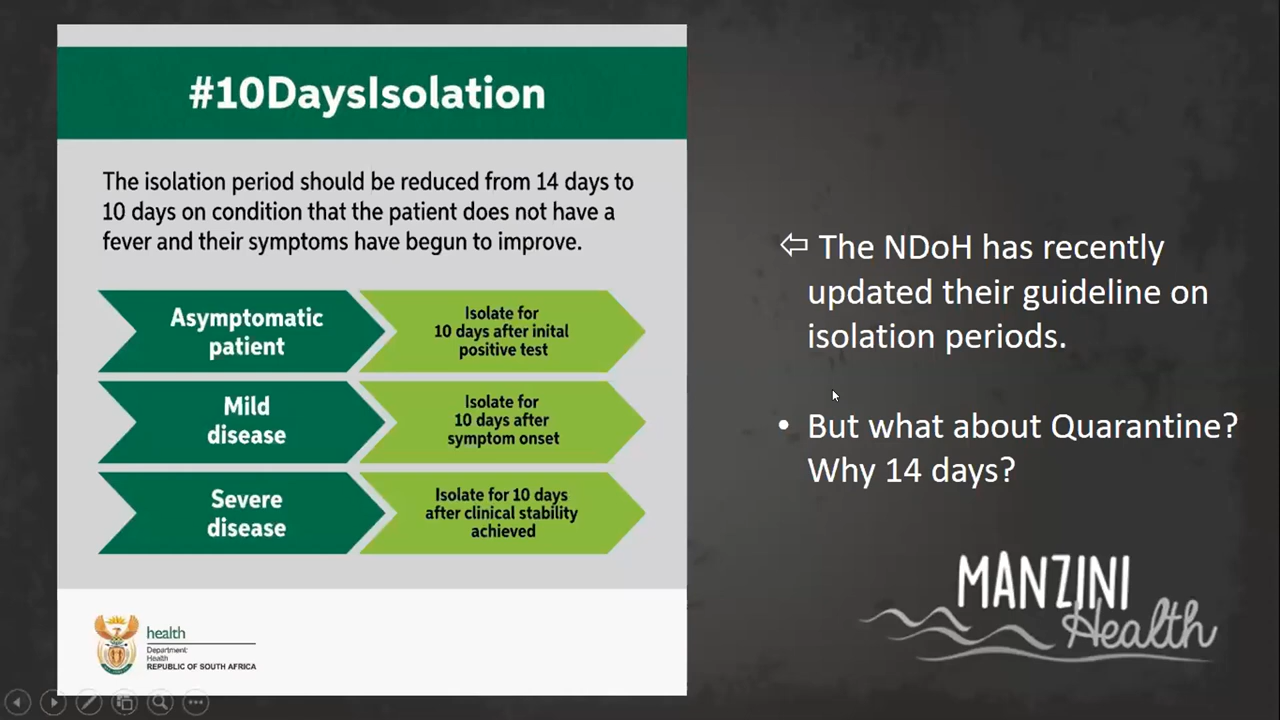 #10DaysIsolation
The isolation period should be reduced from 14 days to
10 days on condition that the patient does not have a
fever and their symptoms have begun to improve.
Asymptomatic
patient
Isolate for
10 days after inital
positive test
Mild
disease
Isolate for
10 days after
symptom onset
Severe
disease
Isolate for 10 days
after clinical stability
achieved
health
Department:
Health
REPUBLIC OF SOUTH AFRICA
⇦ The NDoH has recently
updated their guideline on
isolation periods.
• But what about Quarantine?
Why 14 days?
MANZINI
Health